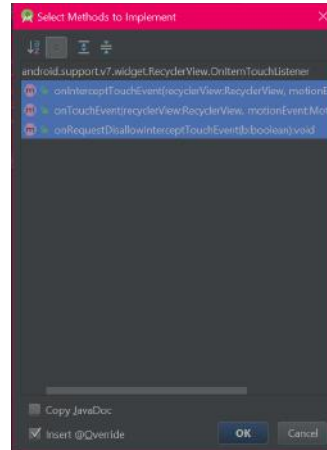 Select Methods to Implement
android.support.v7.widget.RecyclerView.OnItemTouchListener
onInterceptTouchEvent(recyclerView:RecyclerView, motionE
onTouchEvent(recyclerView:RecyclerView, motionEvent:Mot
onRequestDisallowInterceptTouchEvent(b:boolean):void
Copy JavaDoc
Insert @Override
OK Cancel